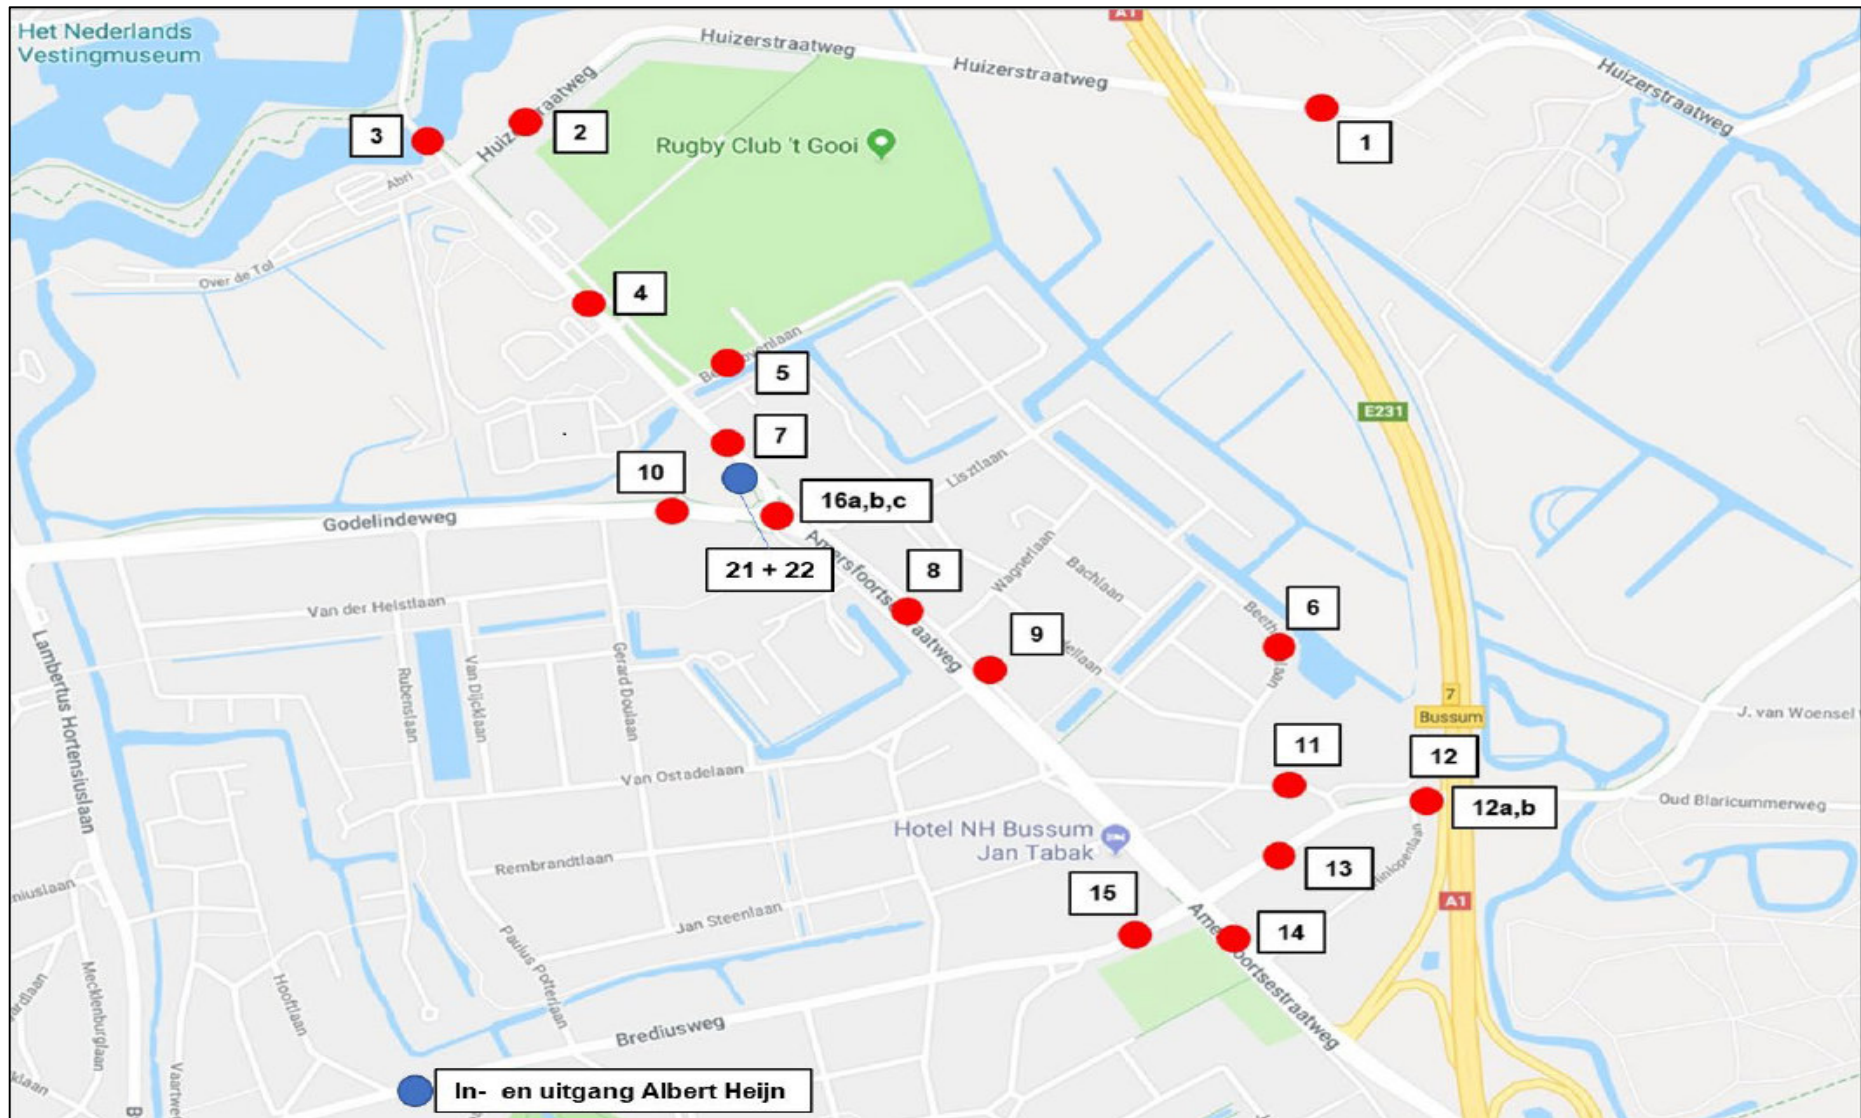 Het Nederlands
Vestingmuseum
A1
Huizerstraatweg
Huizerstraatweg
Huizerstraatweg
3
2
1
Rugby Club 't Gooi
Abri
Over de Tol
4
5
E231
7
10
Lisztlaan
16a,b,c
Godelindeweg
21 + 22
8
Wagnerlaan
Bachlaan
Van der Helstlaan
6
9
Lambertus Hortensiuslaan
Rubenslaan
Van Dijcklaan
Gerard Doulaan
7
Bussum
J. van Woensel
11
12
Van Ostadelaan
12a,b
Oud Blaricummerweg
Hotel NH Bussum
Jan Tabak
Rembrandtlaan
13
15
A1
Jan Steenlaan
14
Paulus Potterlaan
Mecklenburglaan
Hooftlaan
Brediusweg
In- en uitgang Albert Heijn